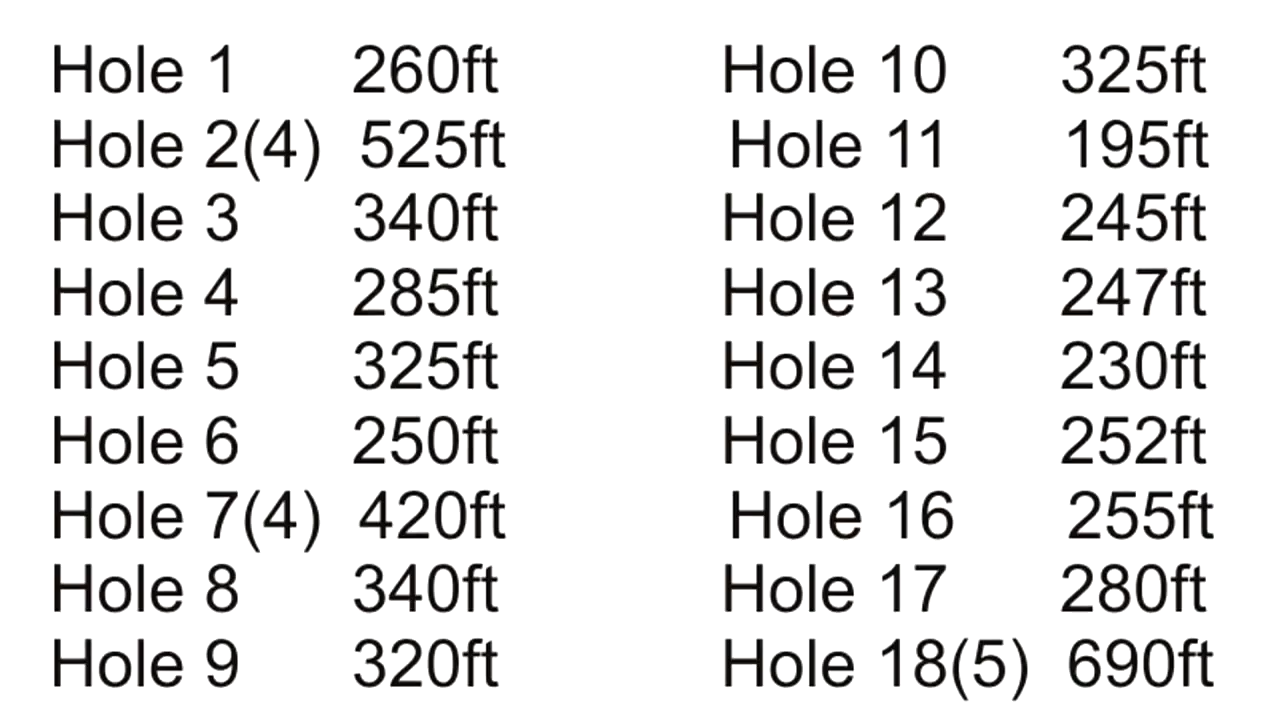 Hole 1 260ft
Hole 2(4) 525ft
Hole 3 340ft
Hole 4 285ft
Hole 5 325ft
Hole 6 250ft
Hole 7(4) 420ft
Hole 8 340ft
Hole 9 320ft
Hole 10 325ft
Hole 11 195ft
Hole 12 245ft
Hole 13 247ft
Hole 14 230ft
Hole 15 252ft
Hole 16 255ft
Hole 17 280ft
Hole 18(5) 690ft